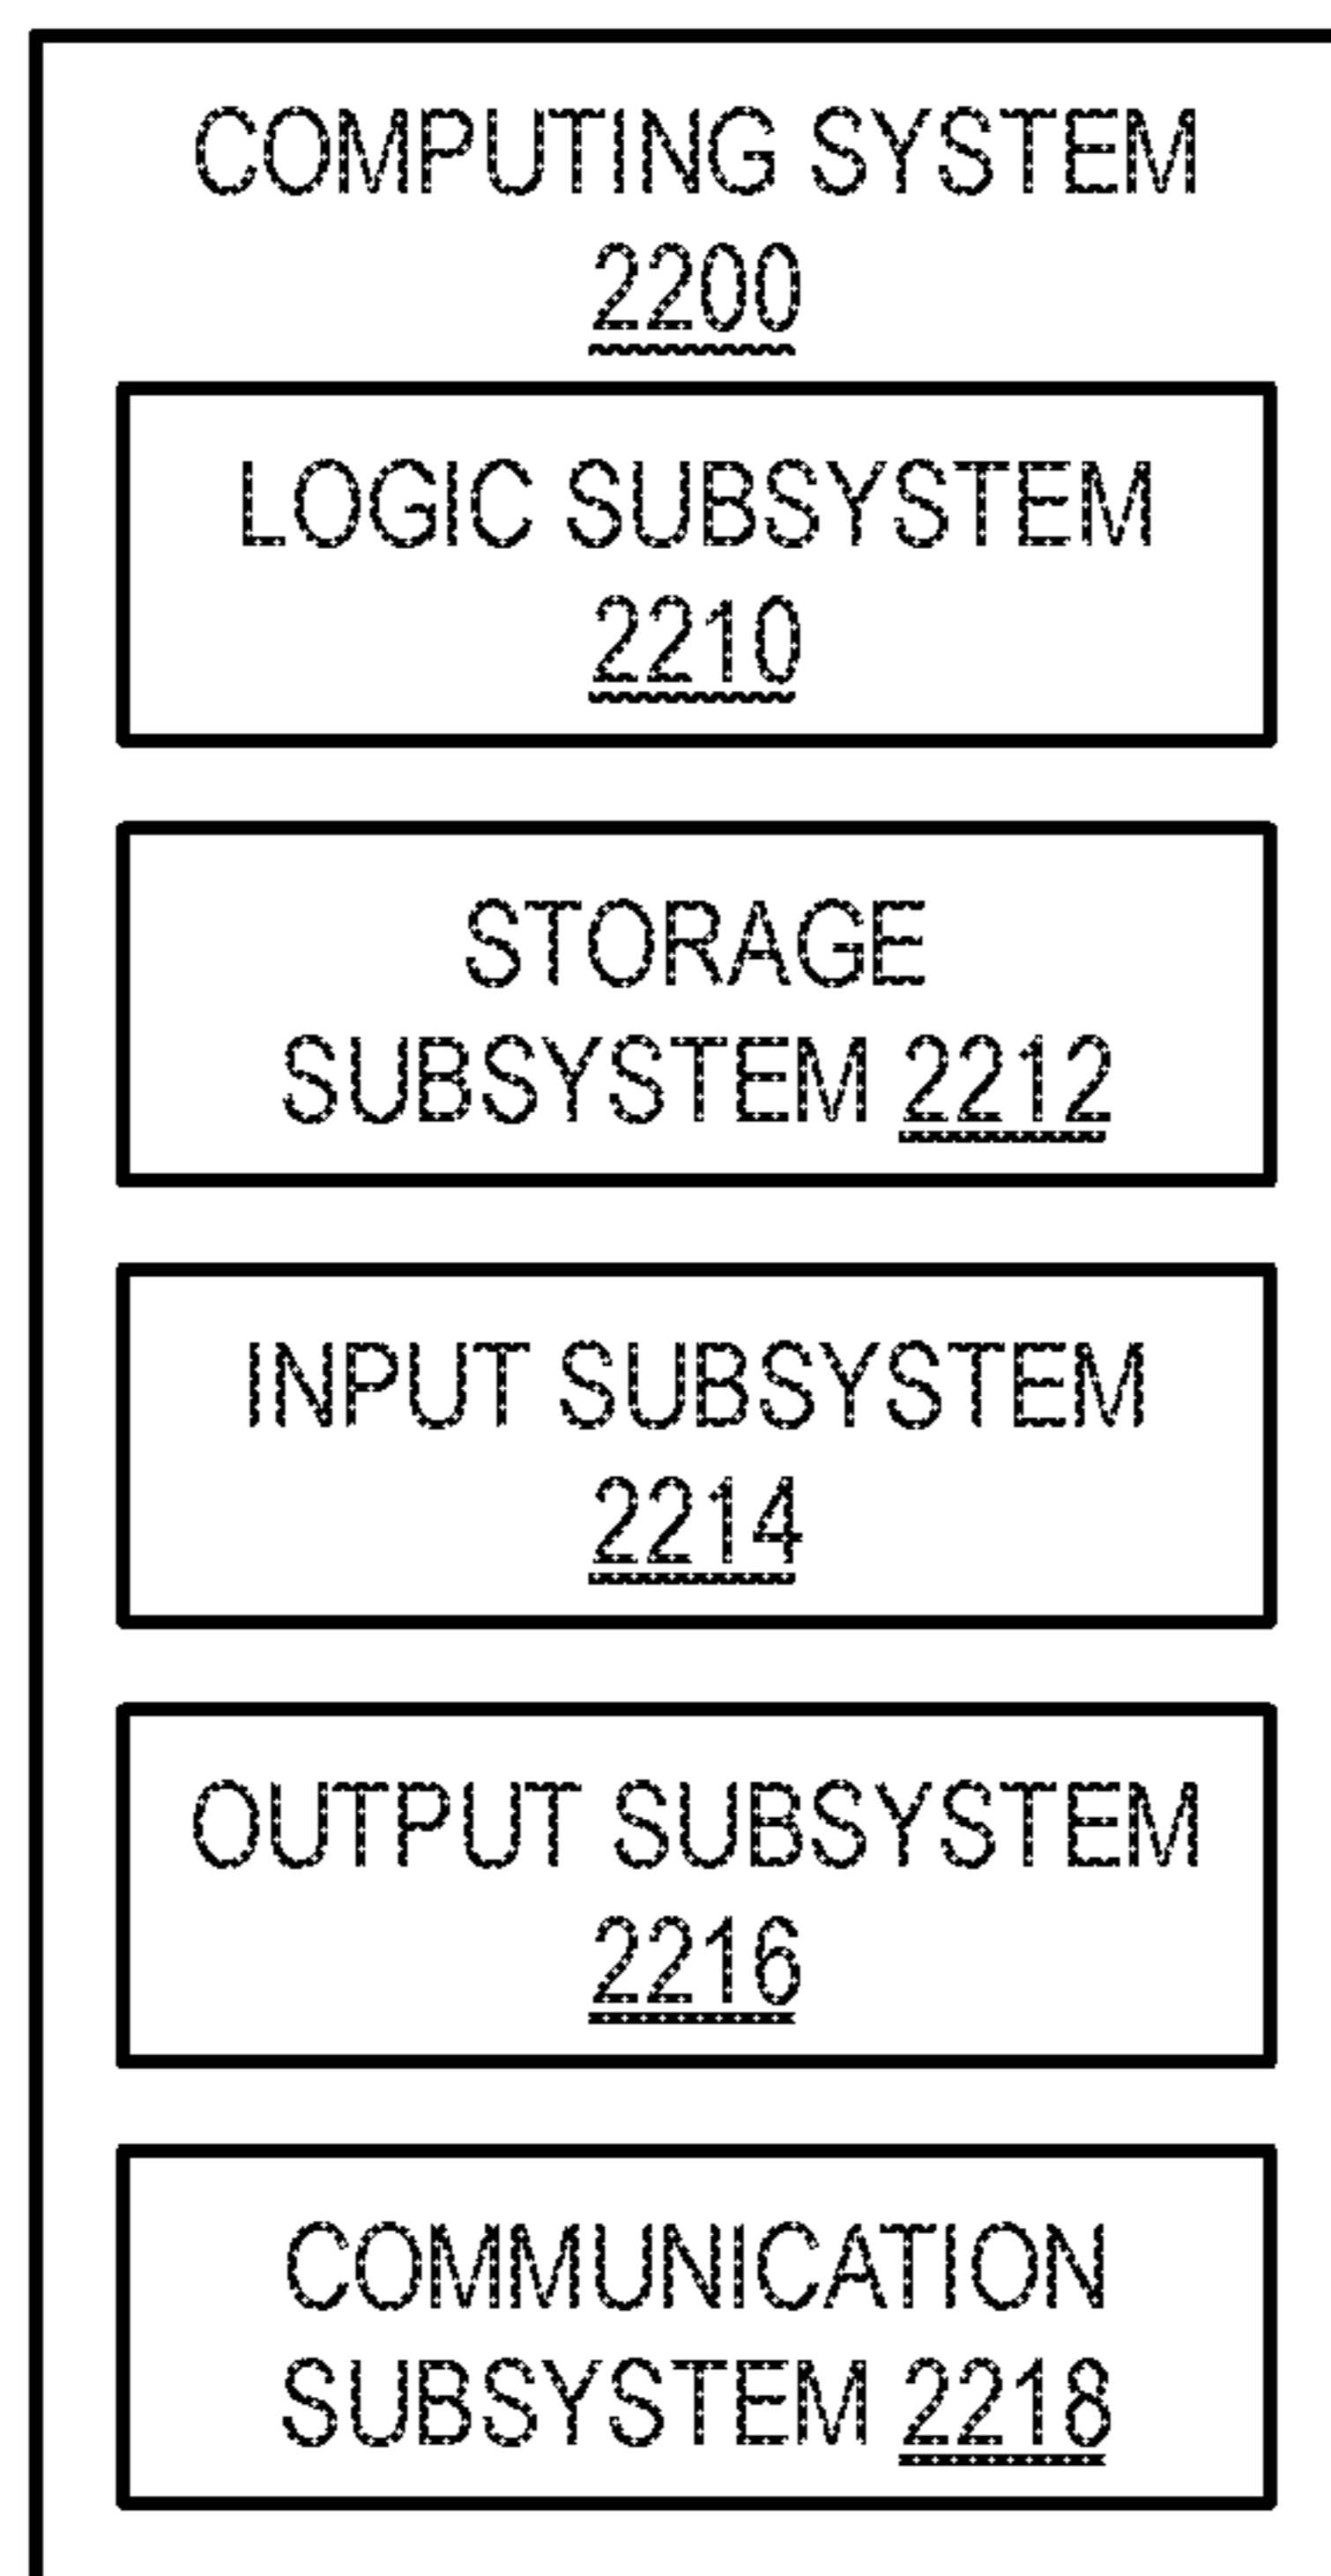 COMPUTING SYSTEM
2200
LOGIC SUBSYSTEM
2210
STORAGE
SUBSYSTEM 2212
INPUT SUBSYSTEM
2214
OUTPUT SUBSYSTEM
2216
COMMUNICATION
SUBSYSTEM 2218